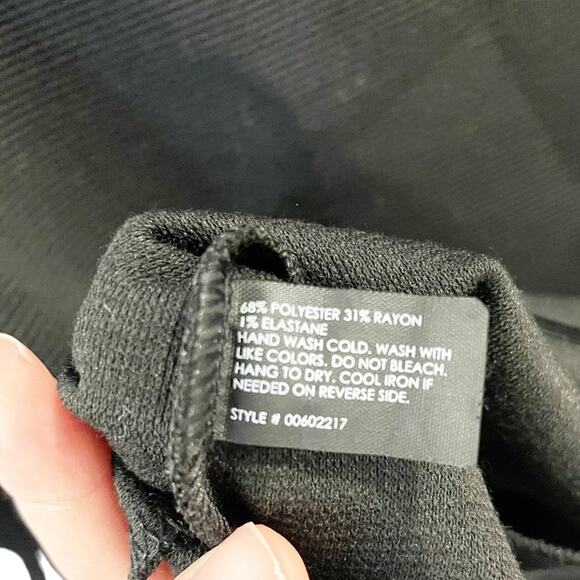 68% POLYESTER 31% RAYON
1% ELASTANE
HAND WASH COLD. WASH WITH
LIKE COLORS. DO NOT BLEACH.
HANG TO DRY. COOL IRON IF
NEEDED ON REVERSE SIDE.
STYLE # 00602217